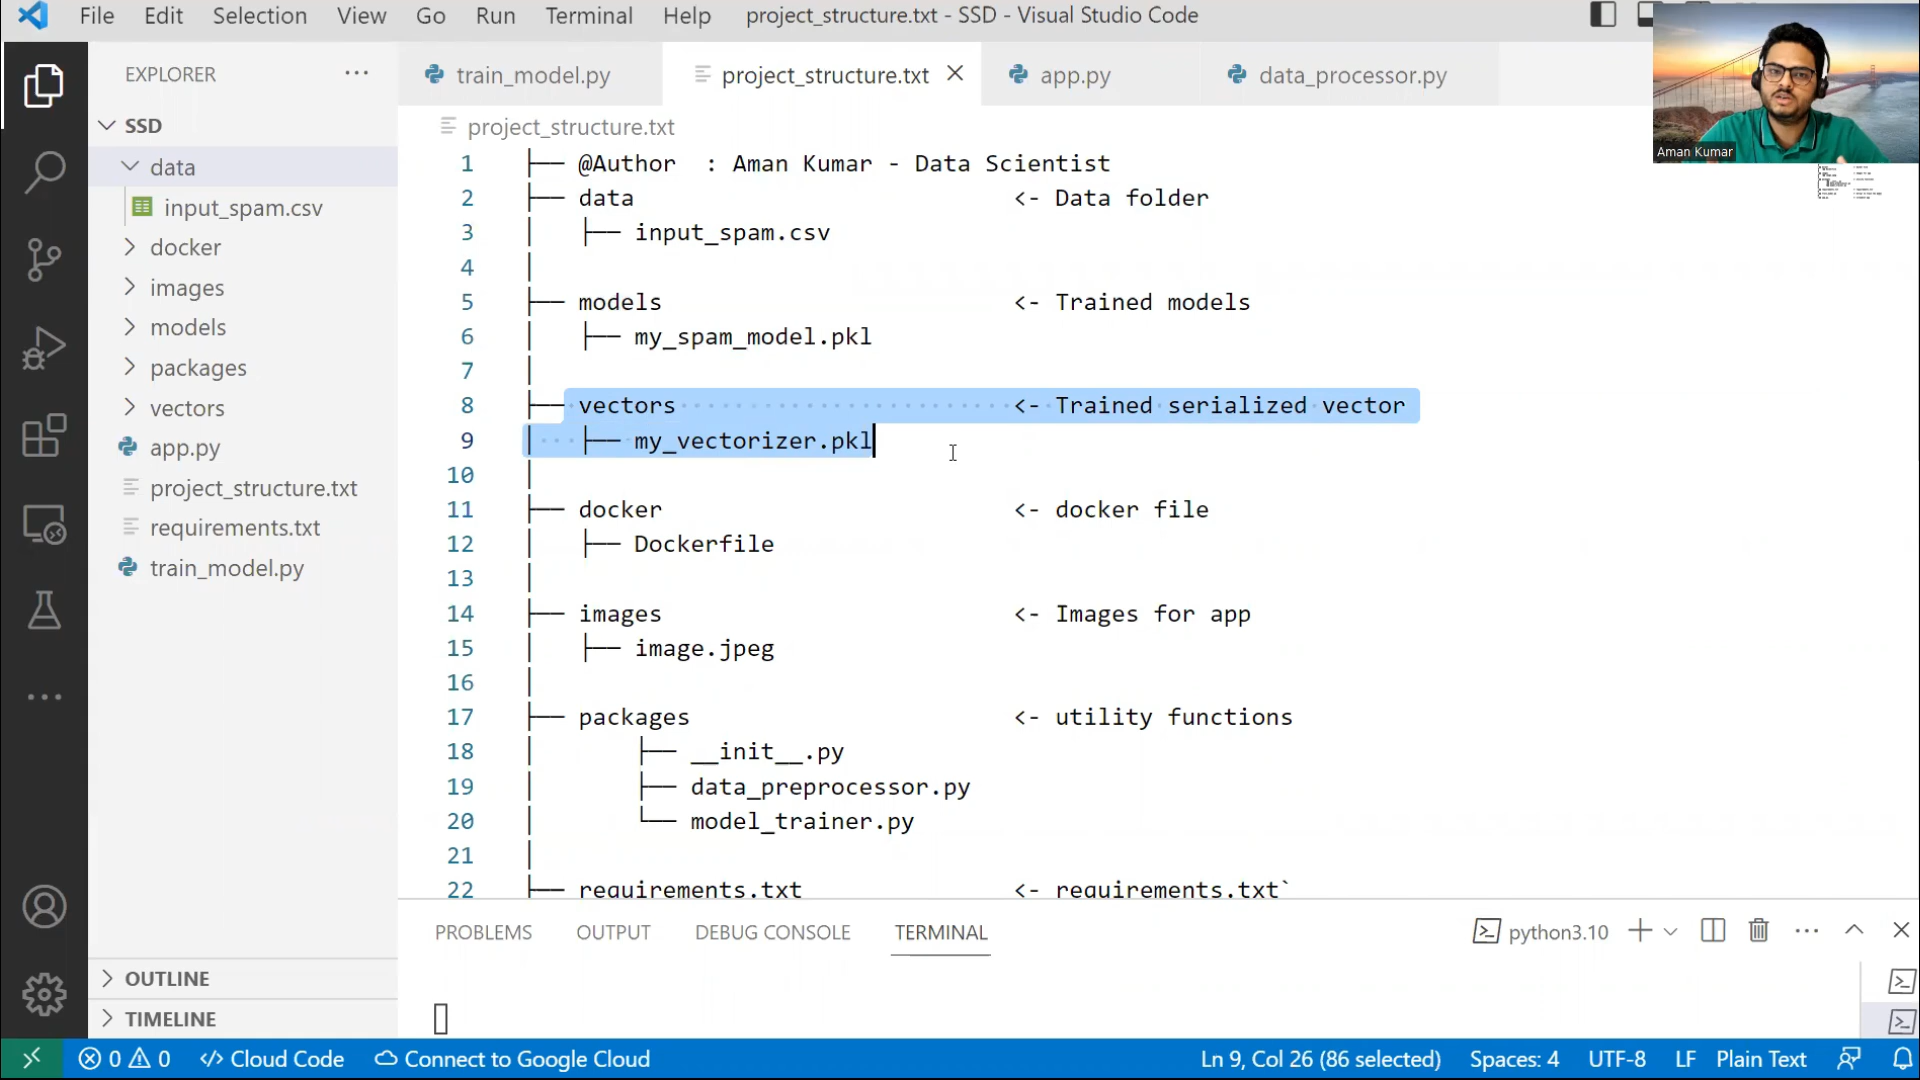 File Edit Selection View Go Run Terminal Help project_structure.txt - SSD - Visual Studio Code
EXPLORER
SSD
data
input_spam.csv
docker
images
models
packages
vectors
app.py
project_structure.txt
requirements.txt
train_model.py
OUTLINE
TIMELINE
train_model.py project_structure.txt app.py data_processor.py
project_structure.txt
1 ├── @Author : Aman Kumar - Data Scientist
2 ├── data <- Data folder
3 │ ├── input_spam.csv
4 │
5 ├── models <- Trained models
6 │ ├── my_spam_model.pkl
7 │
8 ├── vectors <- Trained serialized vector
9 │ ├── my_vectorizer.pkl
10 │
11 ├── docker <- docker file
12 │ ├── Dockerfile
13 │
14 ├── images <- Images for app
15 │ ├── image.jpeg
16 │
17 ├── packages <- utility functions
18 │ ├── __init__.py
19 │ ├── data_preprocessor.py
20 │ └── model_trainer.py
21 │
22 ├── requirements.txt <- requirements.txt`
Aman Kumar
PROBLEMS OUTPUT DEBUG CONSOLE TERMINAL python3.10
0 0 Cloud Code Connect to Google Cloud Ln 9, Col 26 (86 selected) Spaces: 4 UTF-8 LF Plain Text